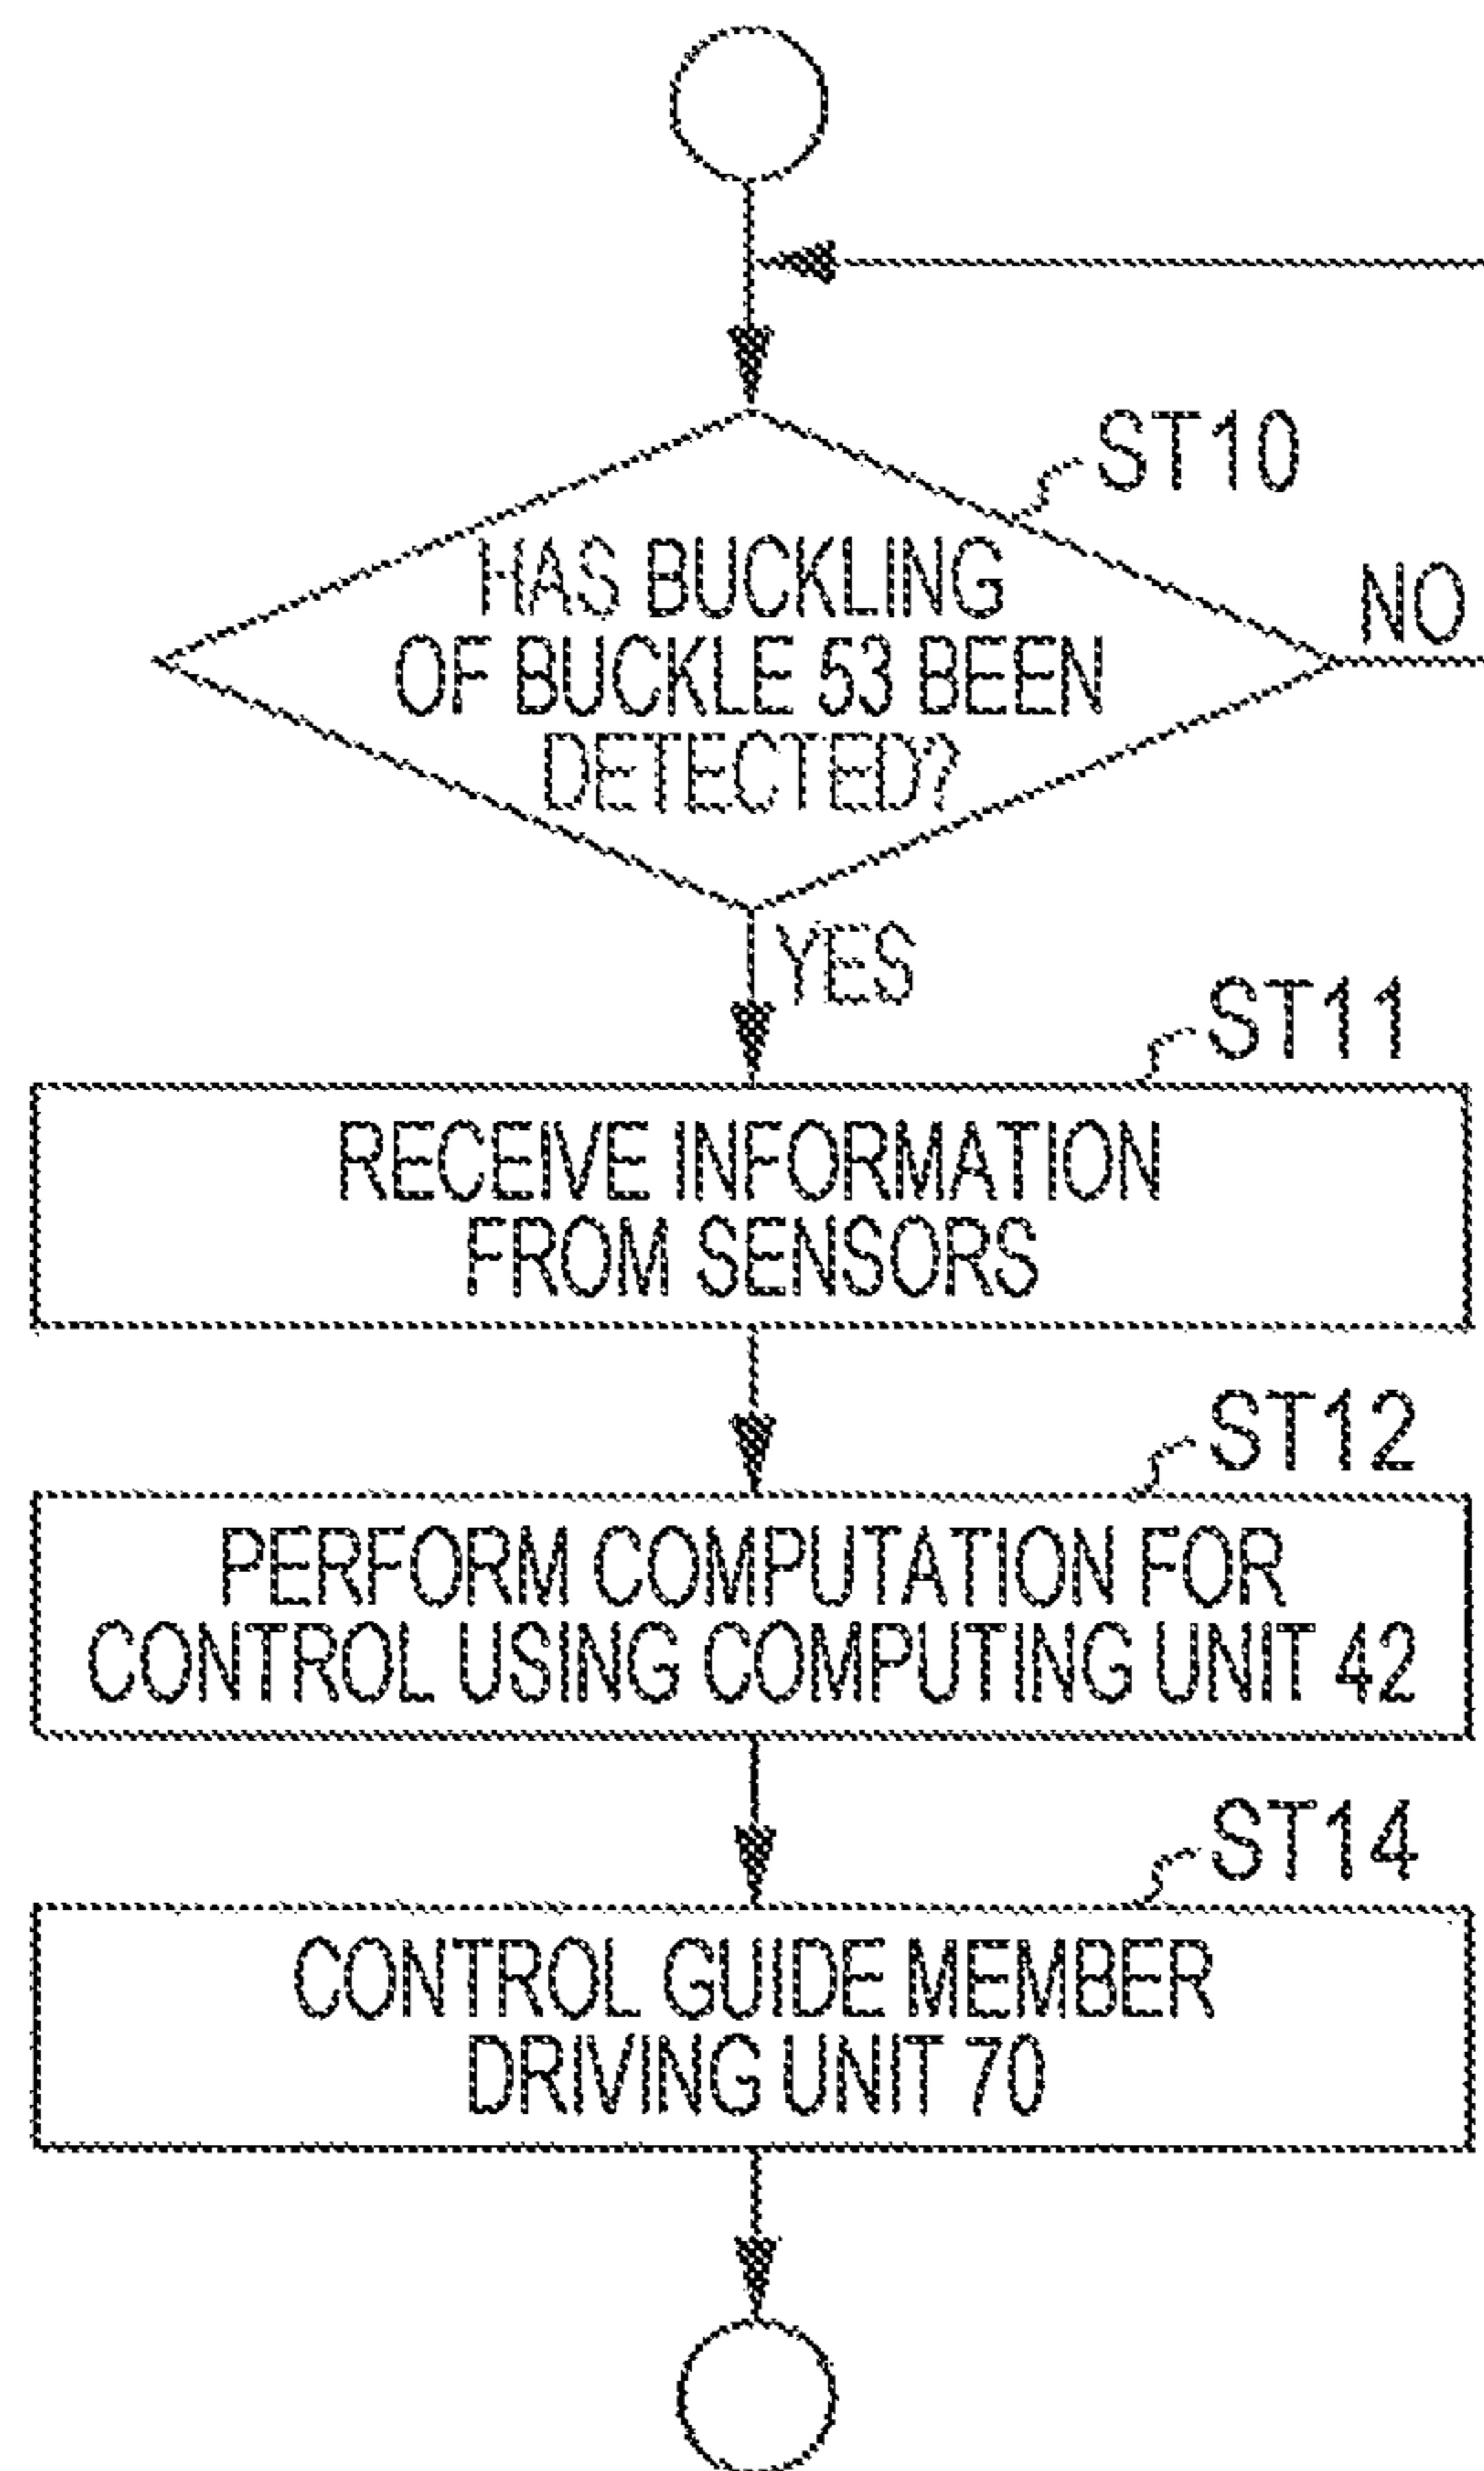 ST10
HAS BUCKLING
OF BUCKLE 53 BEEN
DETECTED?
NO
YES
ST11
RECEIVE INFORMATION
FROM SENSORS
ST12
PERFORM COMPUTATION FOR
CONTROL USING COMPUTING UNIT 42
ST14
CONTROL GUIDE MEMBER
DRIVING UNIT 70